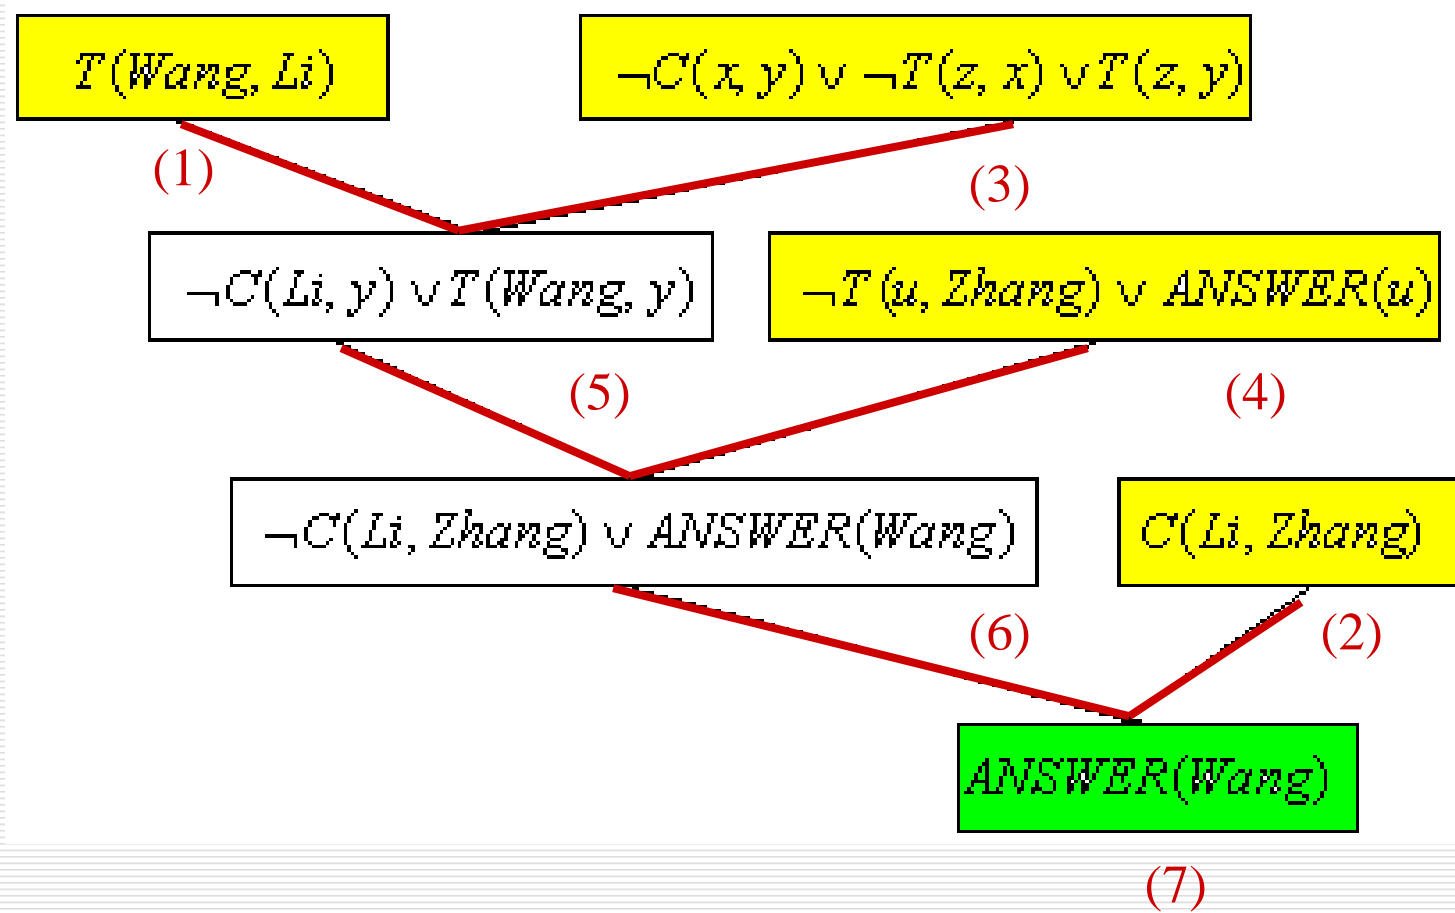 T(Wang, Li)
¬C(x, y) ∨ ¬T(z, x) ∨ T(z, y)
(1)
(3)
¬C(Li, y) ∨ T(Wang, y)
¬T(u, Zhang) ∨ ANSWER(u)
(5)
(4)
¬C(Li, Zhang) ∨ ANSWER(Wang)
C(Li, Zhang)
(6)
(2)
ANSWER(Wang)
(7)